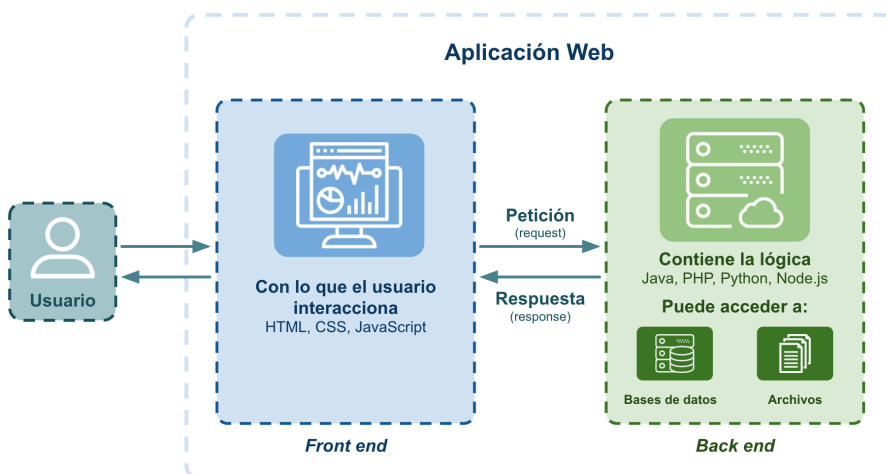 Aplicación Web
Usuario
Con lo que el usuario
interacciona
HTML, CSS, JavaScript
Front end
Petición
(request)
Respuesta
(response)
Contiene la lógica
Java, PHP, Python, Node.js
Puede acceder a:
Bases de datos
Archivos
Back end